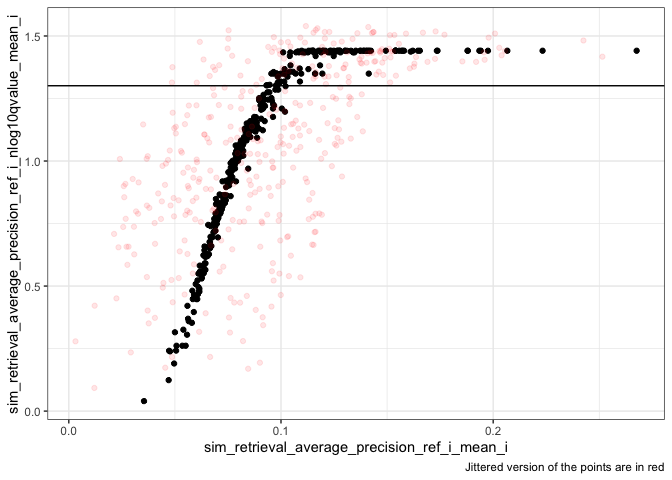 sim_retrieval_average_precision_ref_i_nlog10qvalue_mean_i
1.5
1.0
0.5
0.0
0.0 0.1 0.2
sim_retrieval_average_precision_ref_i_mean_i
Jittered version of the points are in red